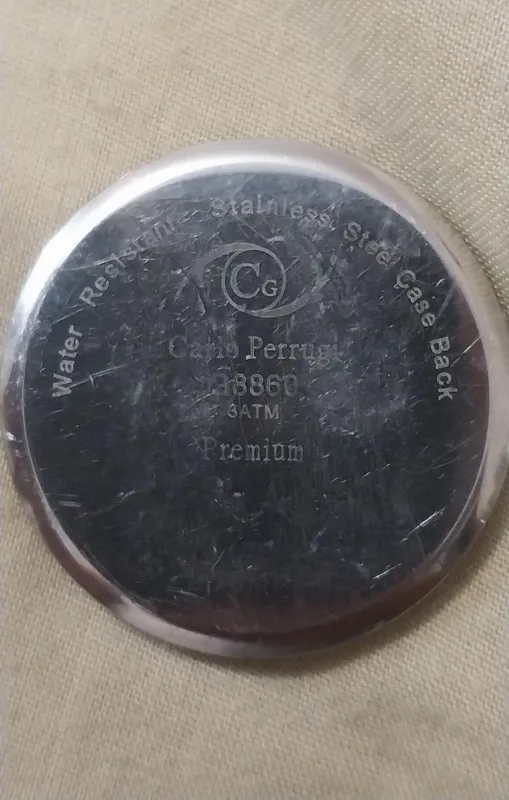 Water Resistant Stainless Steel Case Back
CG
Carlo Perrugi
3ATM
Premium